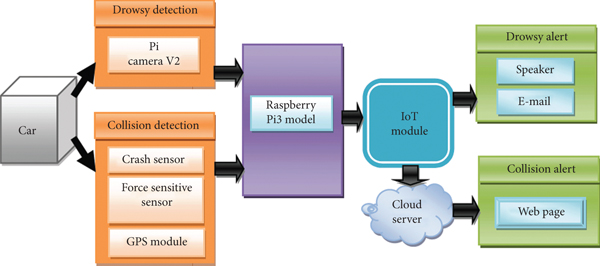 Car
Drowsy detection
Pi
camera V2
Collision detection
Crash sensor
Force sensitive
sensor
GPS module
Raspberry
Pi3 model
IoT
module
Cloud
server
Drowsy alert
Speaker
E-mail
Collision alert
Web page